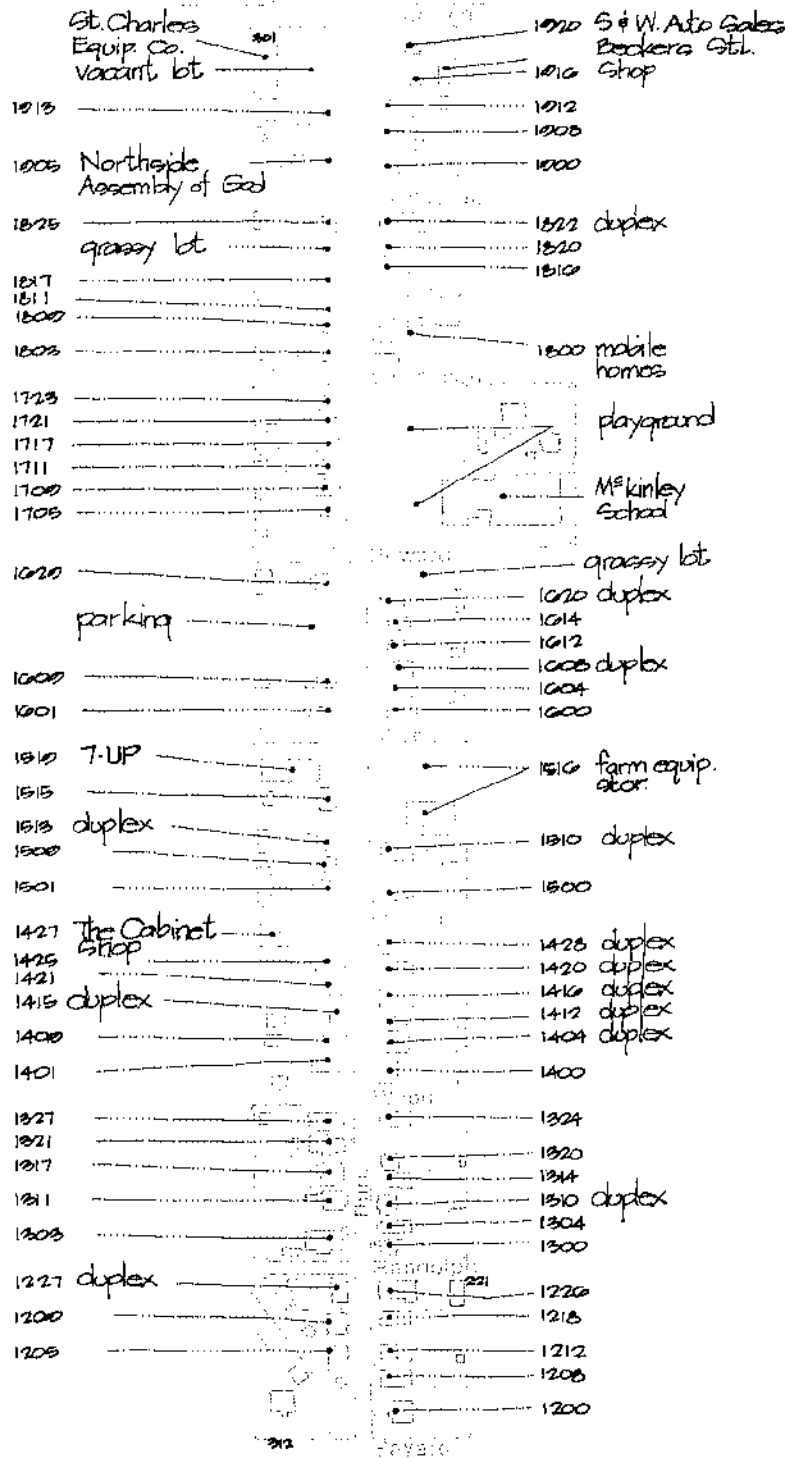 St. Charles
Equip. Co.
301
vacant lot
1913
1905 Northside
Assembly of God
1825
grassy lot
1817
1811
1809
1803
1723
1721
1717
1711
1709
1705
1629
parking
1609
1601
1519 7-UP
1515
1513 duplex
1509
1501
1427 The Cabinet
Shop
1425
1421
1415 duplex
1409
1401
1327
1321
1317
1311
1303
1227 duplex
1209
1205
312
1920 S & W. Auto Sales
Beckers Stl.
1916 Shop
1912
1908
1900
1822 duplex
1820
1816
1800 mobile
homes
playground
McKinley
School
grassy lot
1620 duplex
1614
1612
1608 duplex
1604
1600
1516 farm equip.
stor.
1510 duplex
1500
1428 duplex
1420 duplex
1416 duplex
1412 duplex
1404 duplex
1400
1324
1320
1314
1310 duplex
1304
1300
Randolph
221
1226
1218
1212
1208
1200